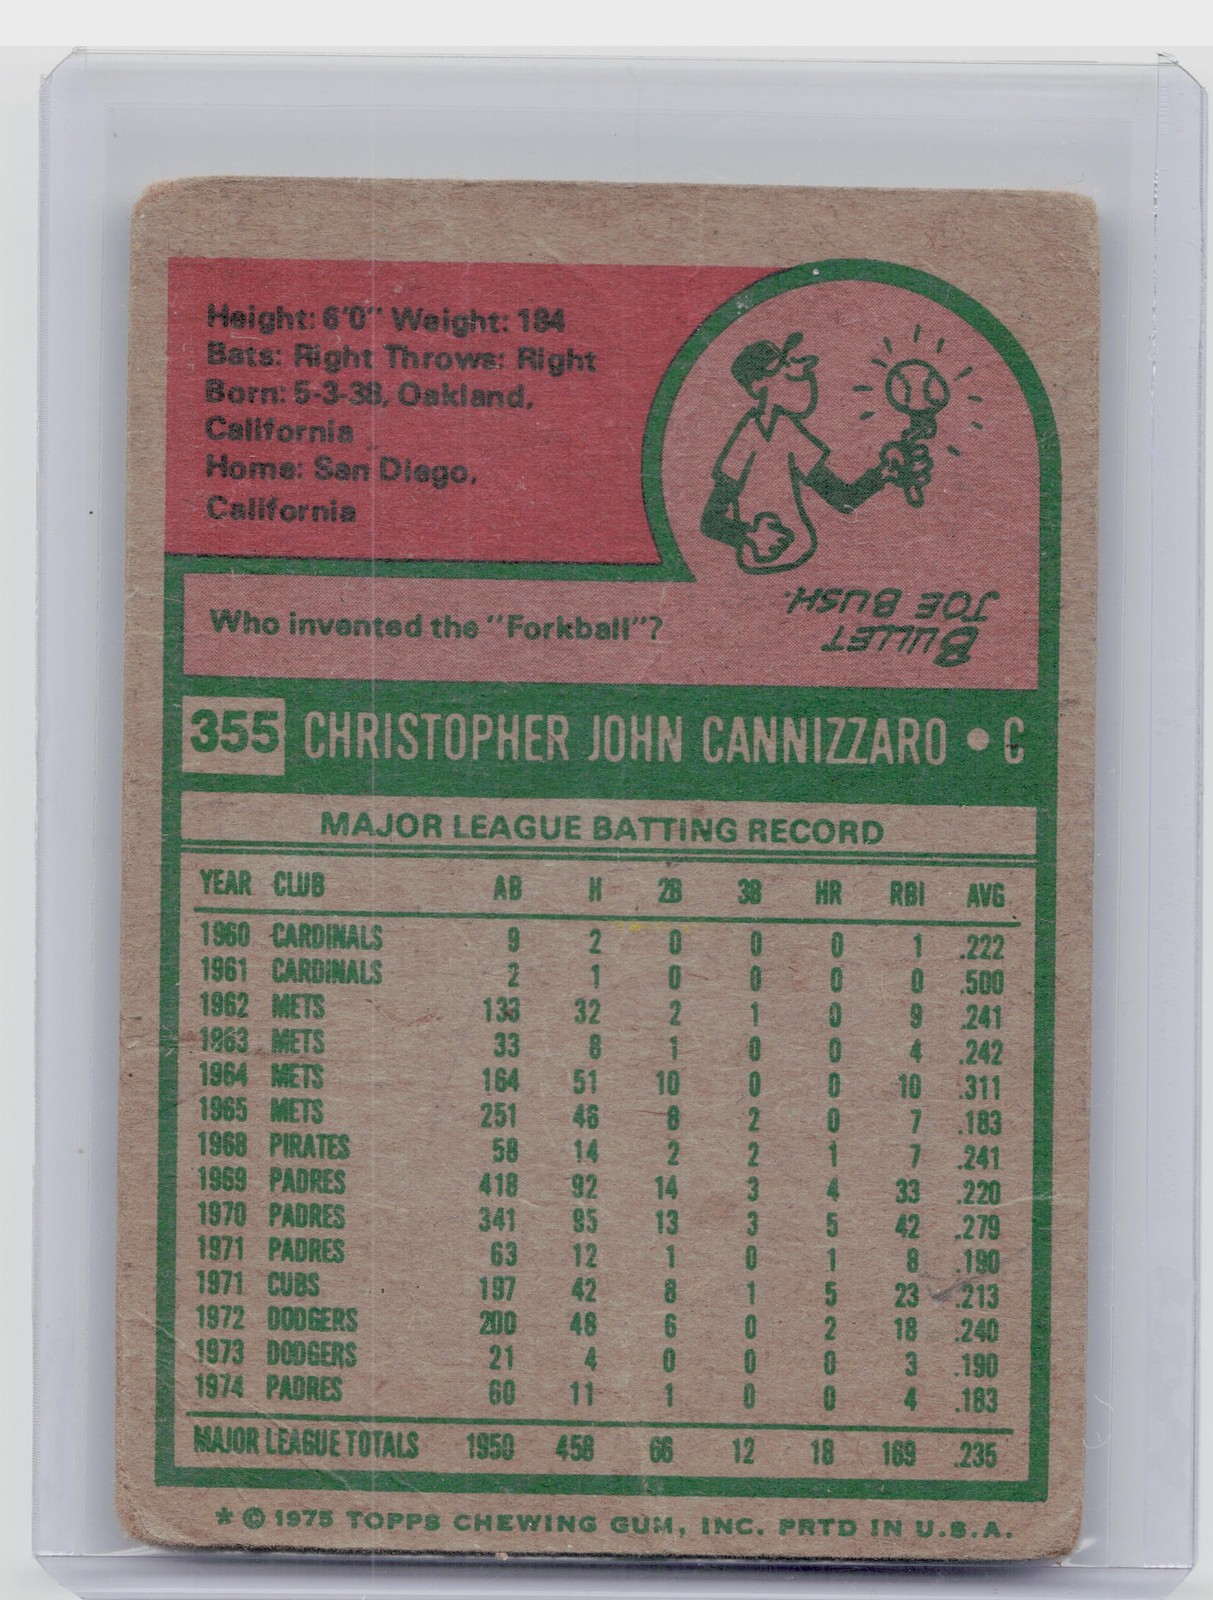 Height: 6'0" Weight: 184
Bats: Right Throws: Right
Born: 5-3-38, Oakland,
California
Home: San Diego,
California
Who invented the "Forkball"?
BULLET
JOE BUSH.
355 CHRISTOPHER JOHN CANNIZZARO • C
MAJOR LEAGUE BATTING RECORD
YEAR CLUB AB H 2B 3B HR RBI AVG
1960 CARDINALS 9 2 0 0 0 1 .222
1961 CARDINALS 2 1 0 0 0 0 .500
1962 METS 133 32 2 1 0 9 .241
1963 METS 33 8 1 0 0 4 .242
1964 METS 164 51 10 0 0 10 .311
1965 METS 251 46 8 2 0 7 .183
1968 PIRATES 58 14 2 2 1 7 .241
1969 PADRES 418 92 14 3 4 33 .220
1970 PADRES 341 95 13 3 5 42 .279
1971 PADRES 63 12 1 0 1 8 .190
1971 CUBS 197 42 8 1 5 23 .213
1972 DODGERS 200 48 6 0 2 18 .240
1973 DODGERS 21 4 0 0 0 3 .190
1974 PADRES 60 11 1 0 0 4 .183
MAJOR LEAGUE TOTALS 1950 458 66 12 18 169 .235
* © 1975 TOPPS CHEWING GUM, INC. PRTD IN U.S.A.